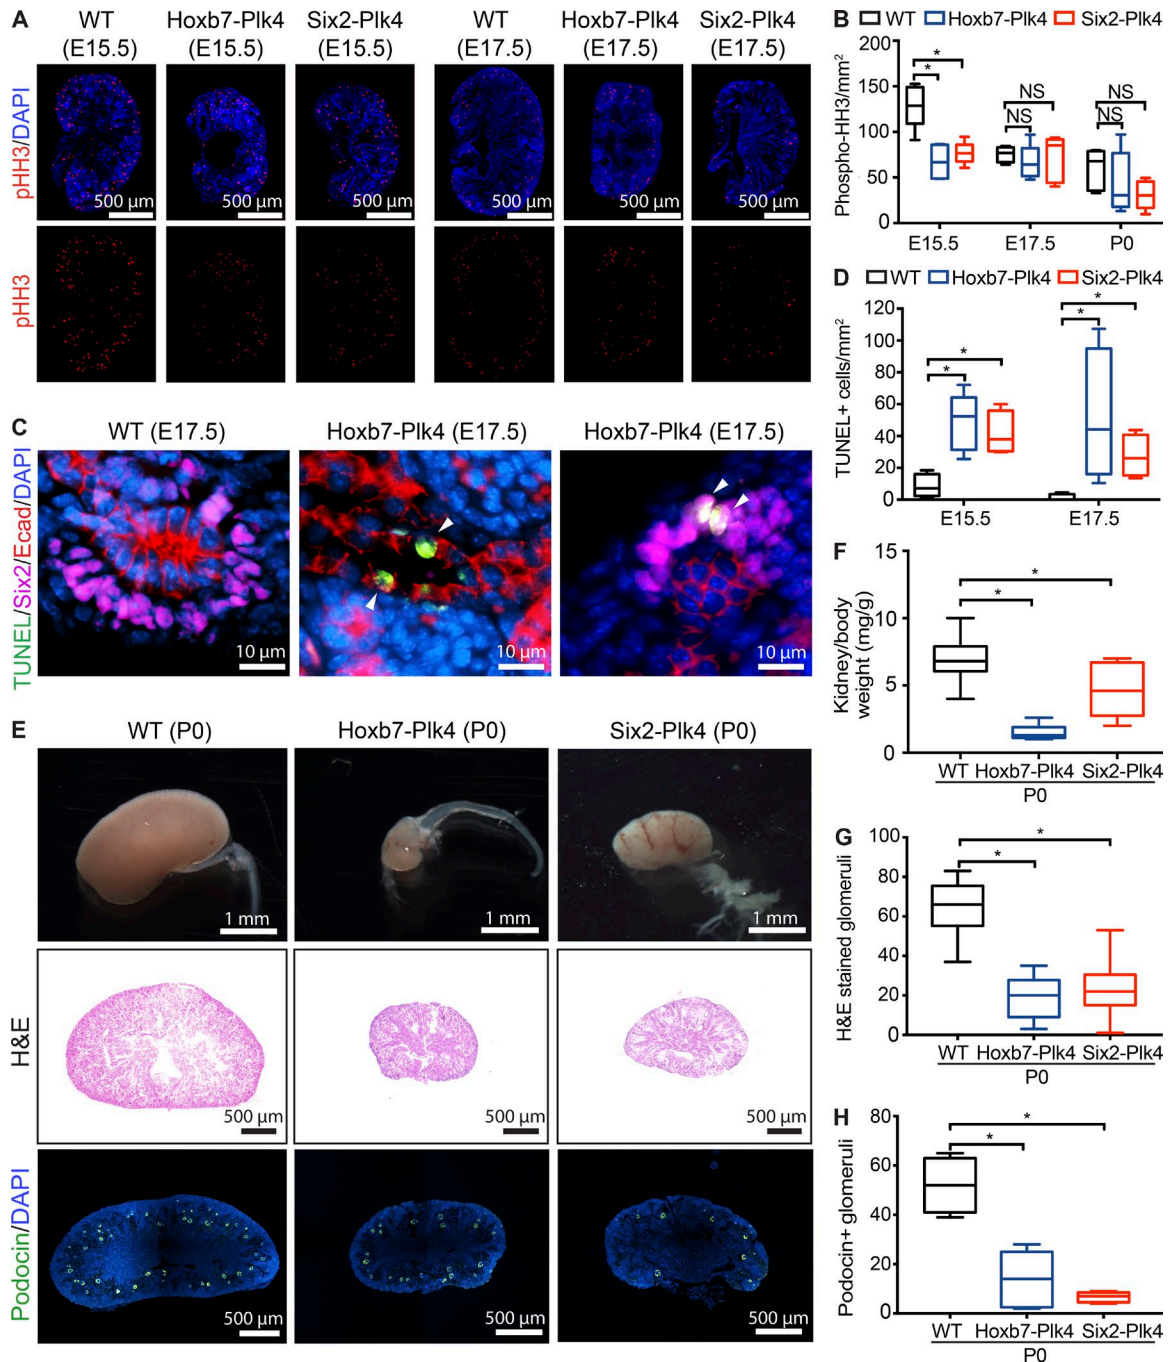 A
WT
(E15.5)
Hoxb7-Plk4
(E15.5)
Six2-Plk4
(E15.5)
WT
(E17.5)
Hoxb7-Plk4
(E17.5)
Six2-Plk4
(E17.5)
pHH3/DAPI
500 µm
500 µm
500 µm
500 µm
500 µm
500 µm
pHH3
B
WT Hoxb7-Plk4 Six2-Plk4
Phospho-HH3/mm²
200
150
100
50
0
*
*
NS
NS
NS
NS
E15.5 E17.5 P0
C
WT (E17.5)
Hoxb7-Plk4 (E17.5)
Hoxb7-Plk4 (E17.5)
TUNEL/Six2/Ecad/DAPI
10 µm
10 µm
10 µm
D
WT Hoxb7-Plk4 Six2-Plk4
TUNEL+ cells/mm²
120
100
80
60
40
20
0
*
*
*
*
E15.5 E17.5
E
WT (P0)
Hoxb7-Plk4 (P0)
Six2-Plk4 (P0)
1 mm
1 mm
1 mm
H&E
500 µm
500 µm
500 µm
Podocin/DAPI
500 µm
500 µm
500 µm
F
Kidney/body
weight (mg/g)
15
10
5
0
*
*
WT Hoxb7-Plk4 Six2-Plk4
P0
G
H&E stained glomeruli
100
80
60
40
20
0
*
*
WT Hoxb7-Plk4 Six2-Plk4
P0
H
Podocin+ glomeruli
80
60
40
20
0
*
*
WT Hoxb7-Plk4 Six2-Plk4
P0